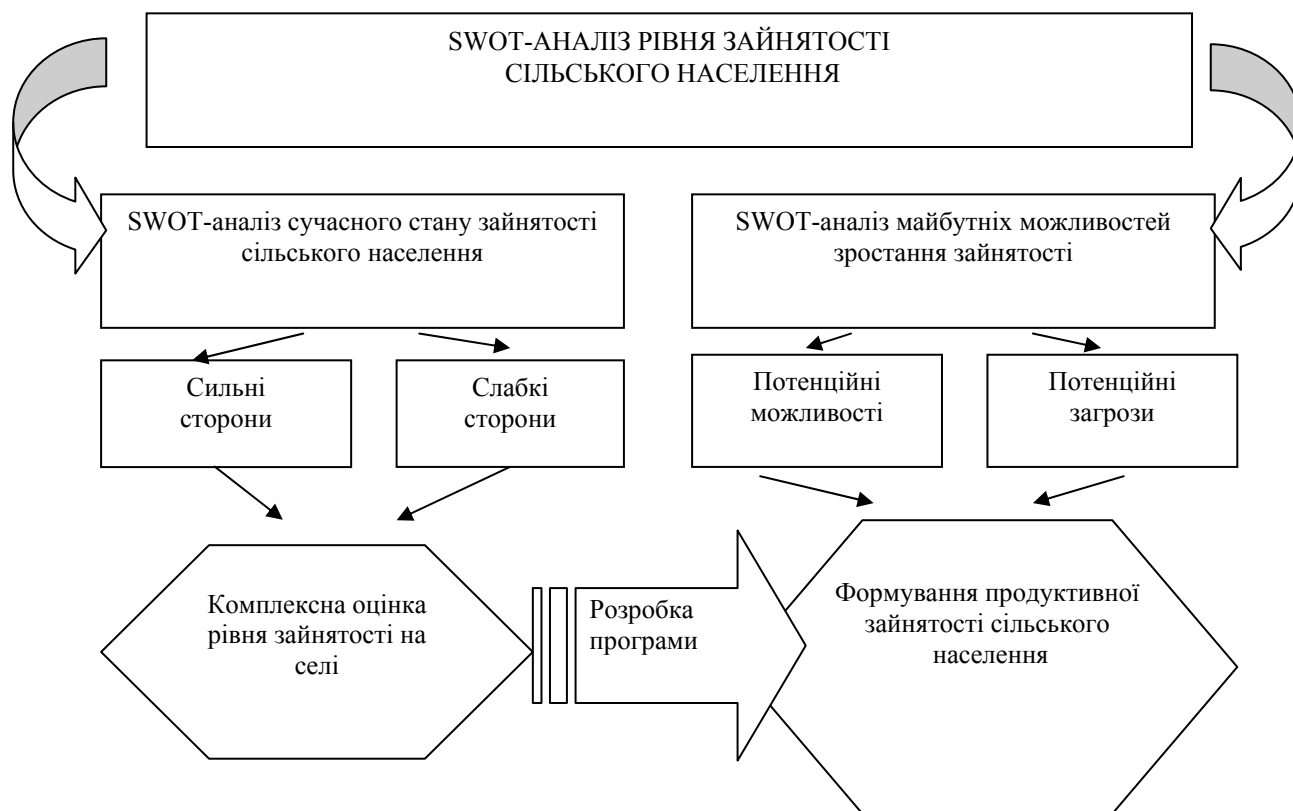 SWOT-АНАЛІЗ РІВНЯ ЗАЙНЯТОСТІ
СІЛЬСЬКОГО НАСЕЛЕННЯ
SWOT-аналіз сучасного стану зайнятості
сільського населення
SWOT-аналіз майбутніх можливостей
зростання зайнятості
Сильні
сторони
Слабкі
сторони
Потенційні
можливості
Потенційні
загрози
Комплексна оцінка
рівня зайнятості на
селі
Розробка
програми
Формування продуктивної
зайнятості сільського
населення